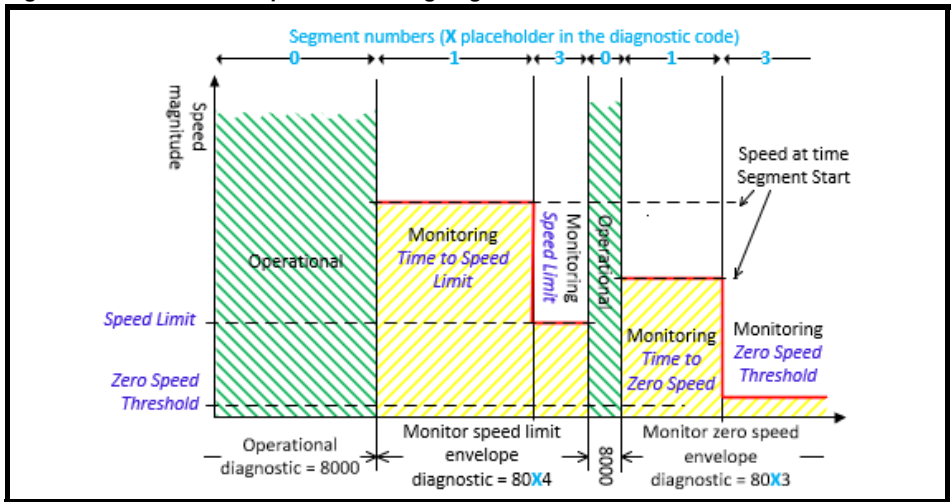 Segment numbers (X placeholder in the diagnostic code)
0
1
3
0
1
3
Speed
magnitude
Speed at time
Segment Start
Operational
Monitoring
Time to Speed
Limit
Monitoring
Speed Limit
Operational
Monitoring
Time to
Zero Speed
Monitoring
Zero Speed
Threshold
Speed Limit
Zero Speed
Threshold
Operational
diagnostic = 8000
Monitor speed limit
envelope
diagnostic = 80X4
8000
Monitor zero speed
envelope
diagnostic = 80X3